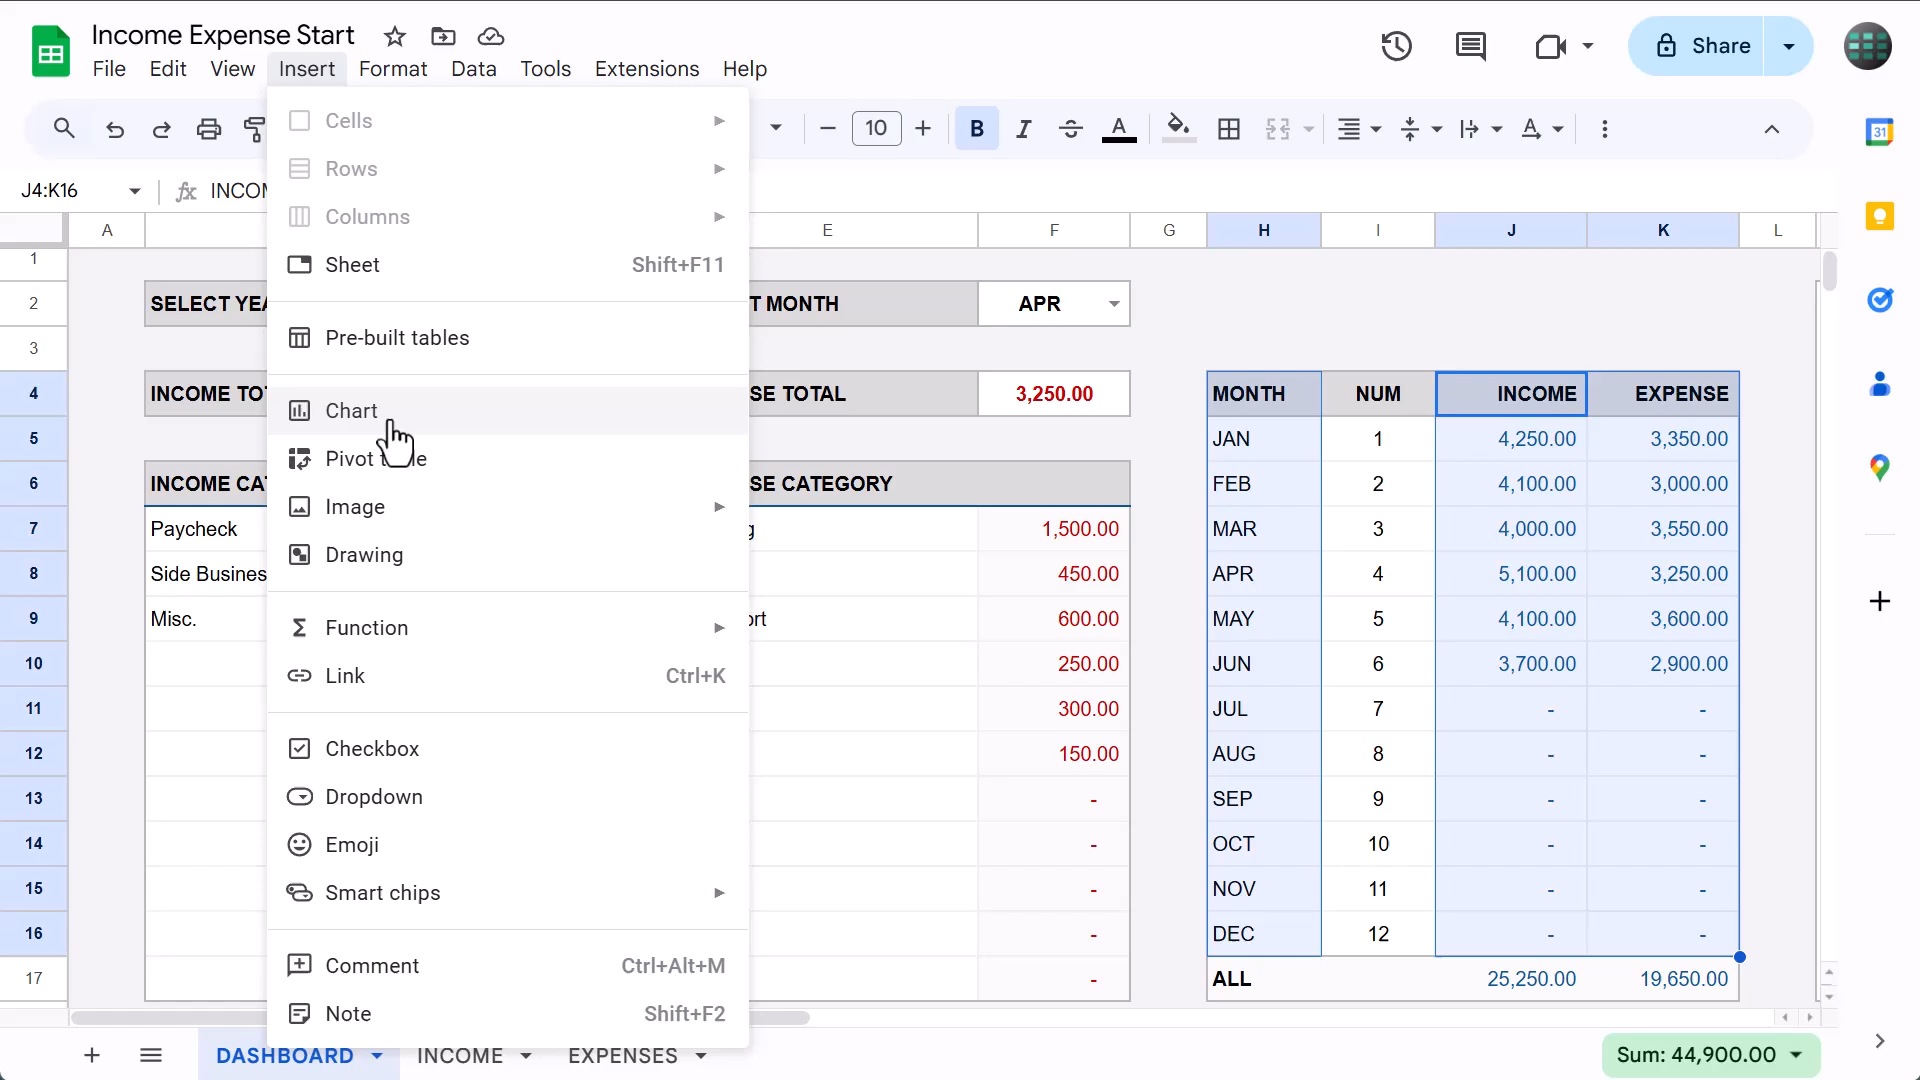 Income Expense Start
File Edit View Insert Format Data Tools Extensions Help
Share
10 B I S A
31
J4:K16 fx INCOM
A E F G H I J K L
1
2 SELECT YEA T MONTH APR
3
4 INCOME TOT SE TOTAL 3,250.00 MONTH NUM INCOME EXPENSE
5 JAN 1 4,250.00 3,350.00
6 INCOME CA SE CATEGORY FEB 2 4,100.00 3,000.00
7 Paycheck g 1,500.00 MAR 3 4,000.00 3,550.00
8 Side Busines 450.00 APR 4 5,100.00 3,250.00
9 Misc. ort 600.00 MAY 5 4,100.00 3,600.00
10 250.00 JUN 6 3,700.00 2,900.00
11 300.00 JUL 7 - -
12 150.00 AUG 8 - -
13 - SEP 9 - -
14 - OCT 10 - -
15 - NOV 11 - -
16 - DEC 12 - -
17 - ALL 25,250.00 19,650.00
Cells
Rows
Columns
Sheet Shift+F11
Pre-built tables
Chart
Pivot
Image
Drawing
Function
Link Ctrl+K
Checkbox
Dropdown
Emoji
Smart chips
Comment Ctrl+Alt+M
Note Shift+F2
DASHBOARD INCOME EXPENSES Sum: 44,900.00